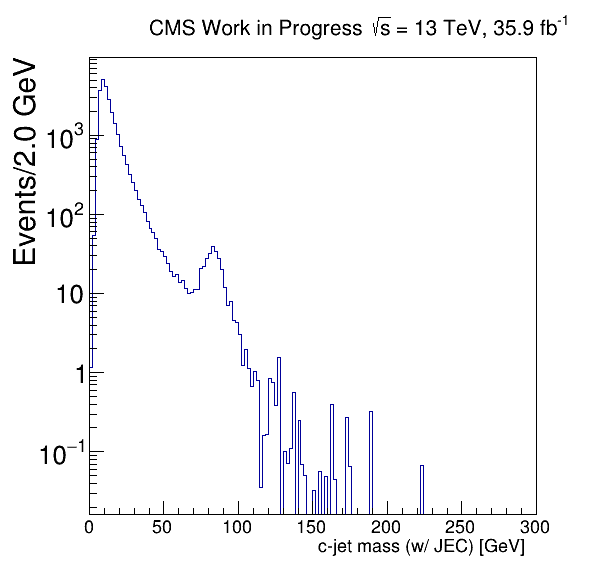 CMS Work in Progress √s = 13 TeV, 35.9 fb⁻¹
Events/2.0 GeV
10³
10²
10
1
10⁻¹
0 50 100 150 200 250 300
c-jet mass (w/ JEC) [GeV]